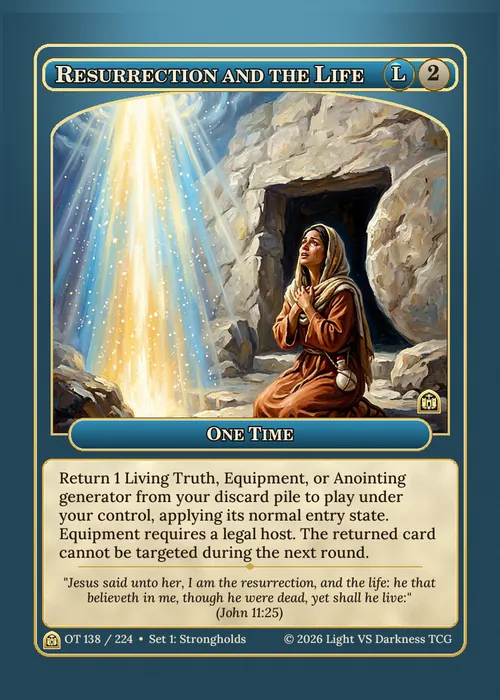 RESURRECTION AND THE LIFE L 2
ONE TIME
Return 1 Living Truth, Equipment, or Anointing
generator from your discard pile to play under
your control, applying its normal entry state.
Equipment requires a legal host. The returned card
cannot be targeted during the next round.
"Jesus said unto her, I am the resurrection, and the life: he that
believeth in me, though he were dead, yet shall he live:"
(John 11:25)
OT 138 / 224 • Set 1: Strongholds © 2026 Light VS Darkness TCG